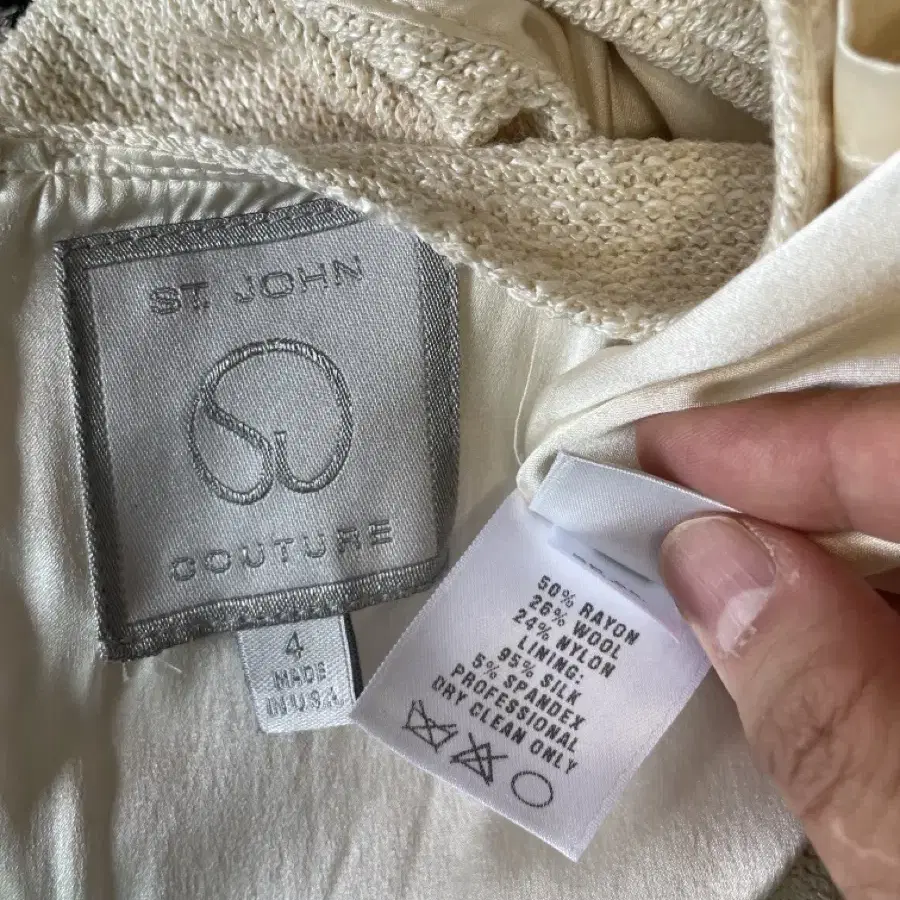 ST. JOHN
COUTURE
4
MADE
IN USA
50% RAYON
26% WOOL
24% NYLON
LINING:
95% SILK
5% SPANDEX
PROFESSIONAL
DRY CLEAN ONLY